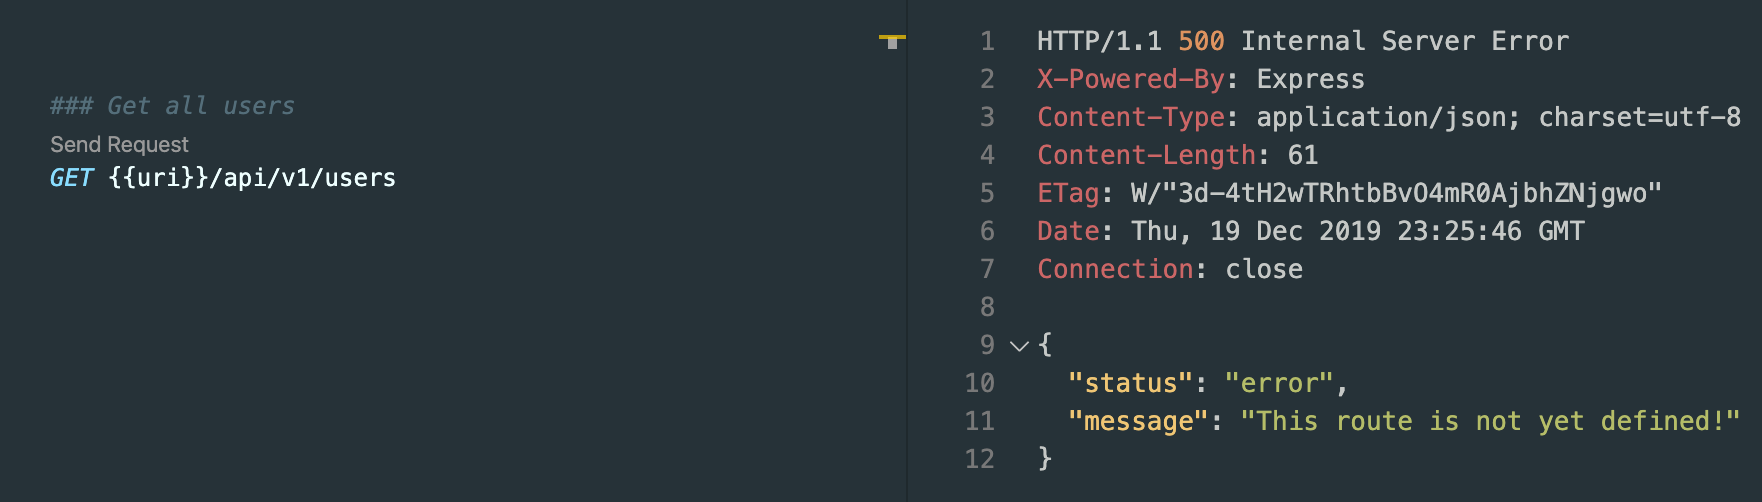 ### Get all users
Send Request
GET {{uri}}/api/v1/users
1 HTTP/1.1 500 Internal Server Error
2 X-Powered-By: Express
3 Content-Type: application/json; charset=utf-8
4 Content-Length: 61
5 ETag: W/"3d-4tH2wTRhtbBvO4mR0AjbhZNjgwo"
6 Date: Thu, 19 Dec 2019 23:25:46 GMT
7 Connection: close
8
9 {
10 "status": "error",
11 "message": "This route is not yet defined!"
12 }